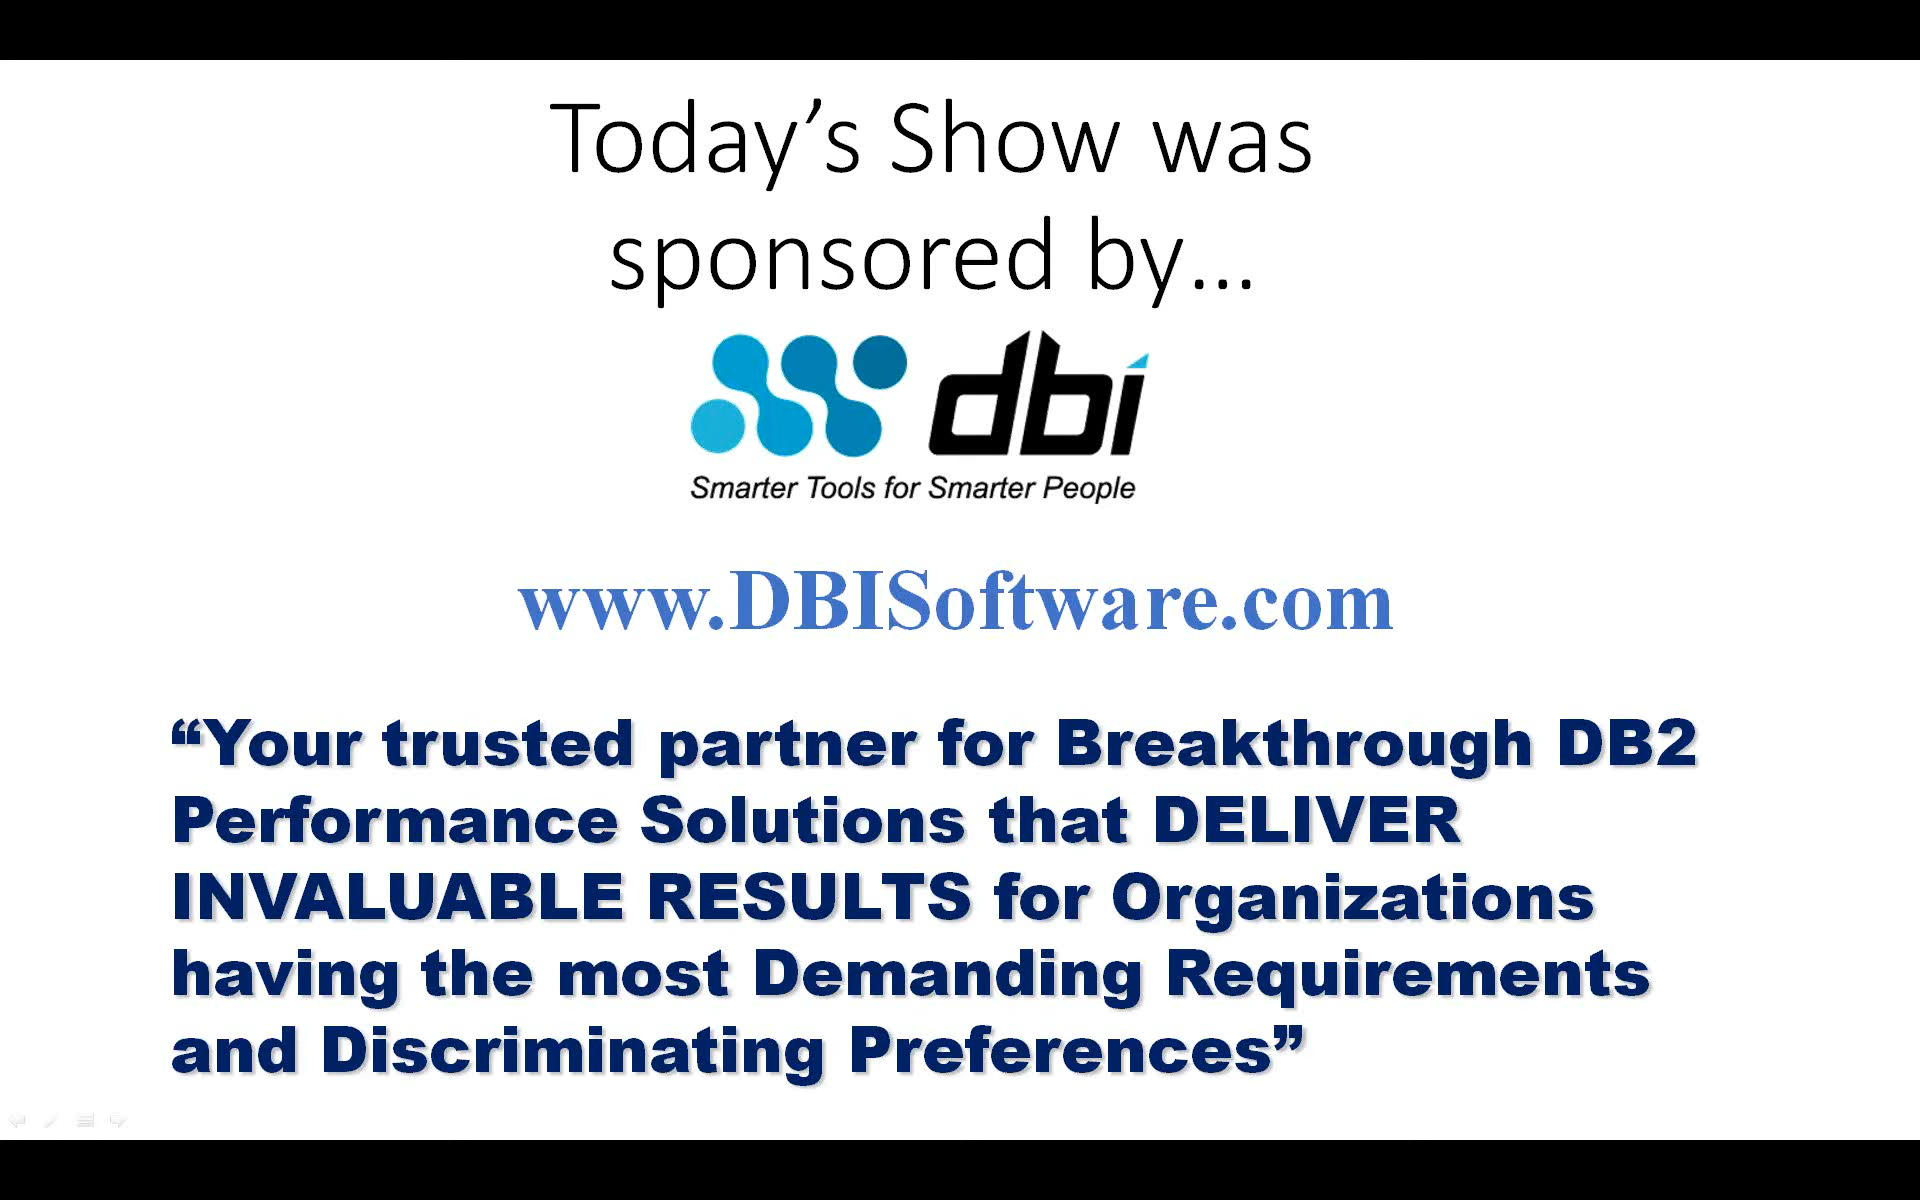 Today’s Show was
sponsored by...
dbi
Smarter Tools for Smarter People
www.DBISoftware.com
“Your trusted partner for Breakthrough DB2
Performance Solutions that DELIVER
INVALUABLE RESULTS for Organizations
having the most Demanding Requirements
and Discriminating Preferences”